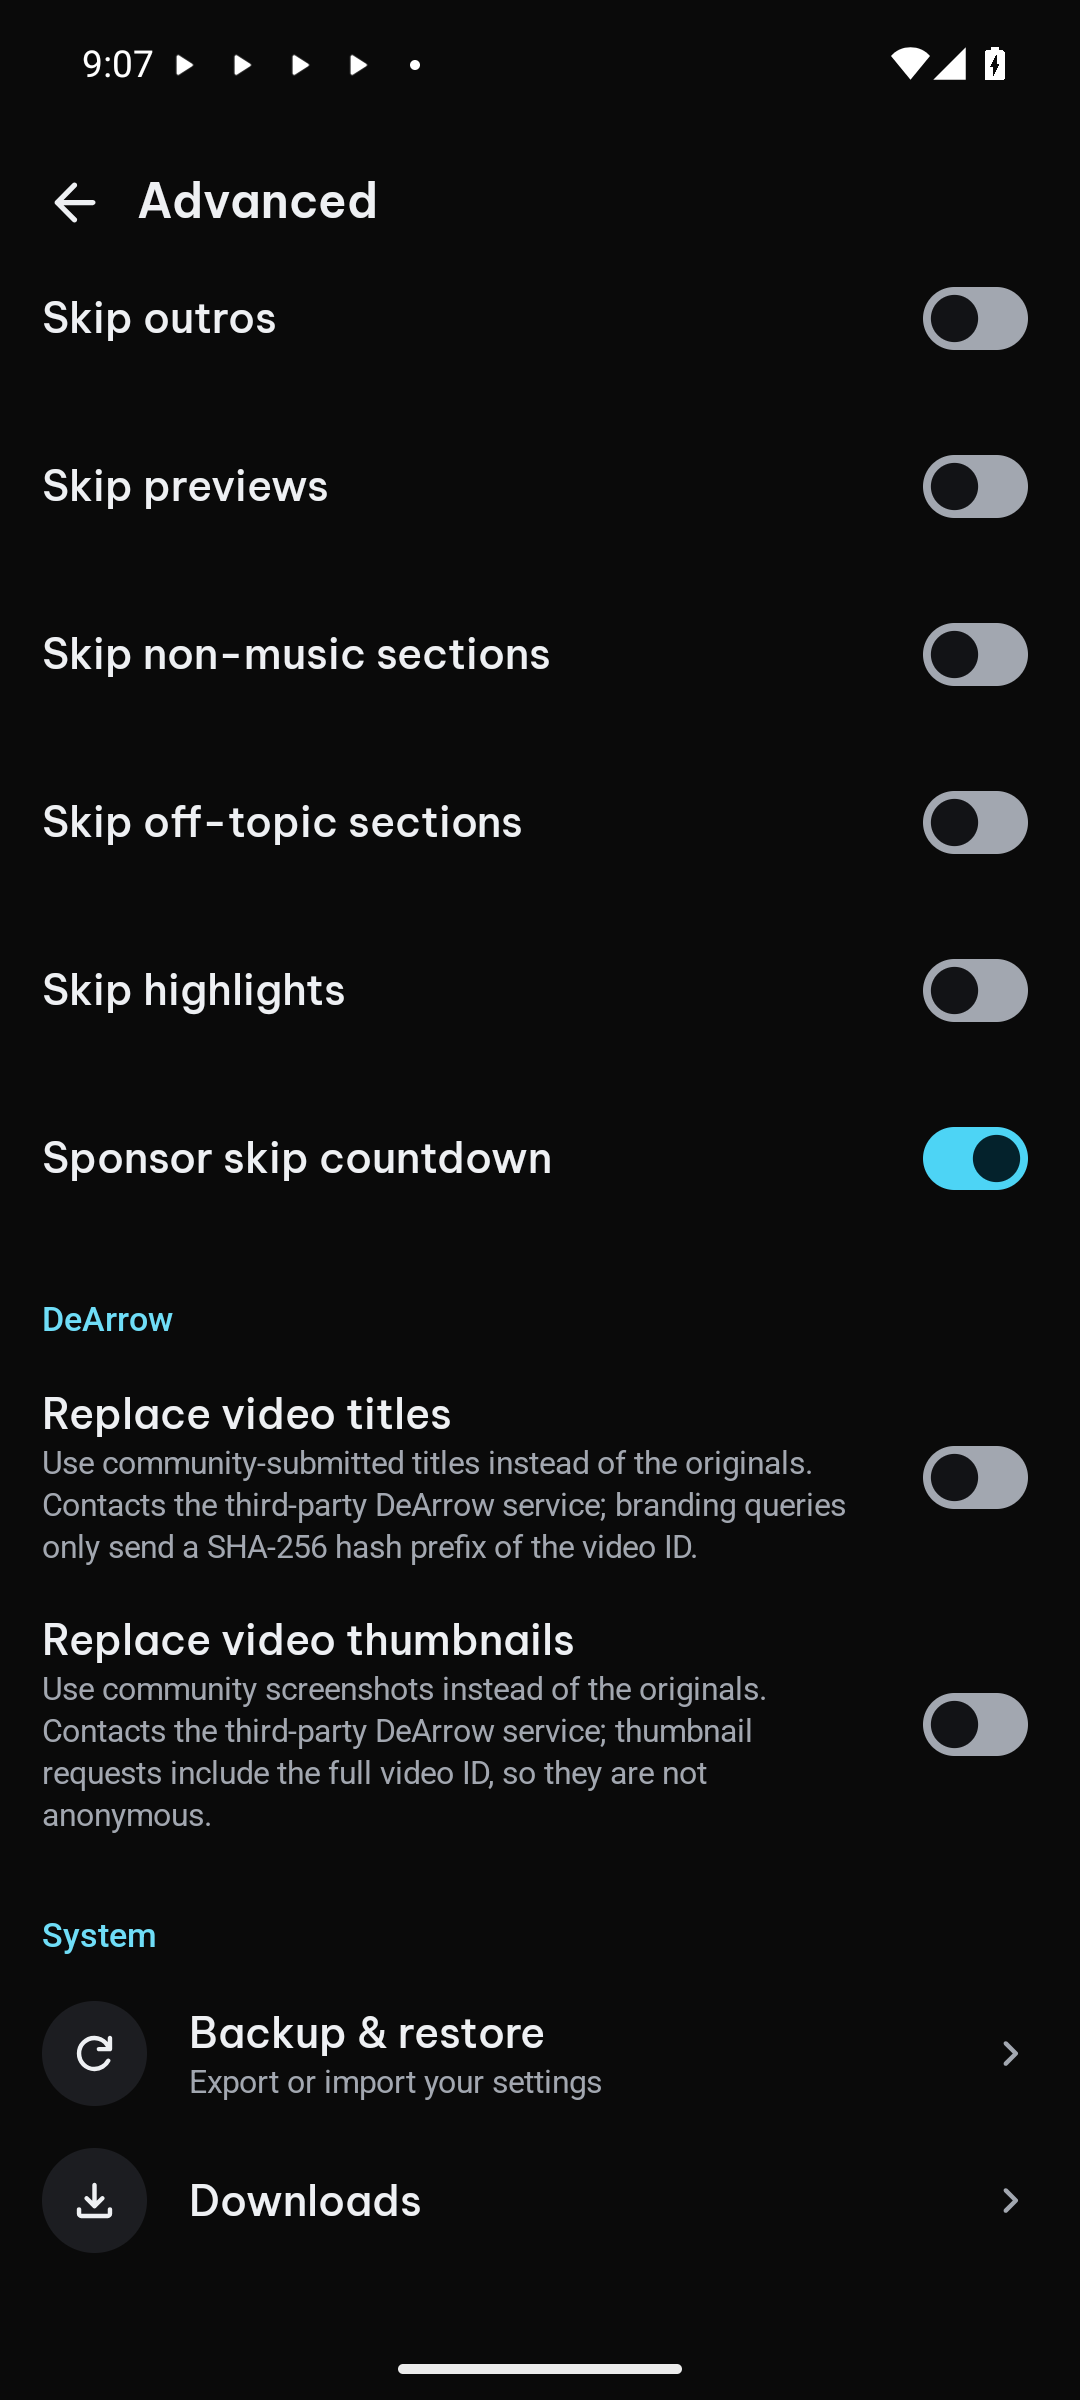 9:07
Advanced
Skip outros
Skip previews
Skip non-music sections
Skip off-topic sections
Skip highlights
Sponsor skip countdown
DeArrow
Replace video titles
Use community-submitted titles instead of the originals.
Contacts the third-party DeArrow service; branding queries
only send a SHA-256 hash prefix of the video ID.
Replace video thumbnails
Use community screenshots instead of the originals.
Contacts the third-party DeArrow service; thumbnail
requests include the full video ID, so they are not
anonymous.
System
Backup & restore
Export or import your settings
Downloads